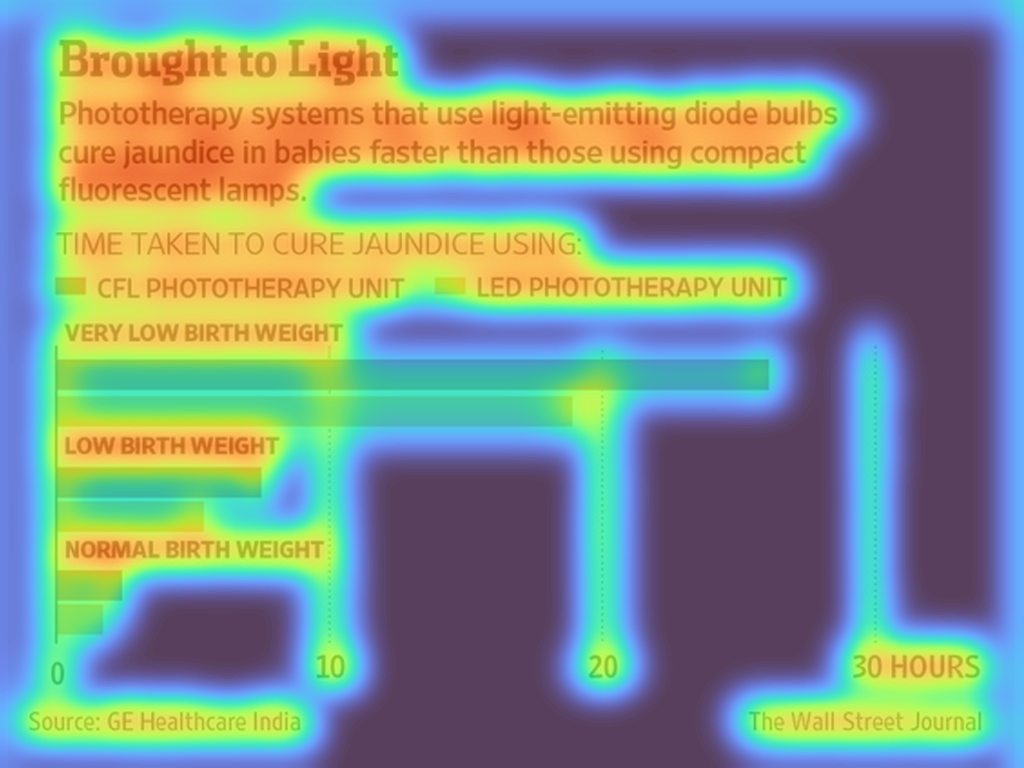 Brought to Light
Phototherapy systems that use light-emitting diode bulbs
cure jaundice in babies faster than those using compact
fluorescent lamps.
TIME TAKEN TO CURE JAUNDICE USING:
CFL PHOTOTHERAPY UNIT LED PHOTOTHERAPY UNIT
VERY LOW BIRTH WEIGHT
LOW BIRTH WEIGHT
NORMAL BIRTH WEIGHT
0 10 20 30 HOURS
Source: GE Healthcare India The Wall Street Journal